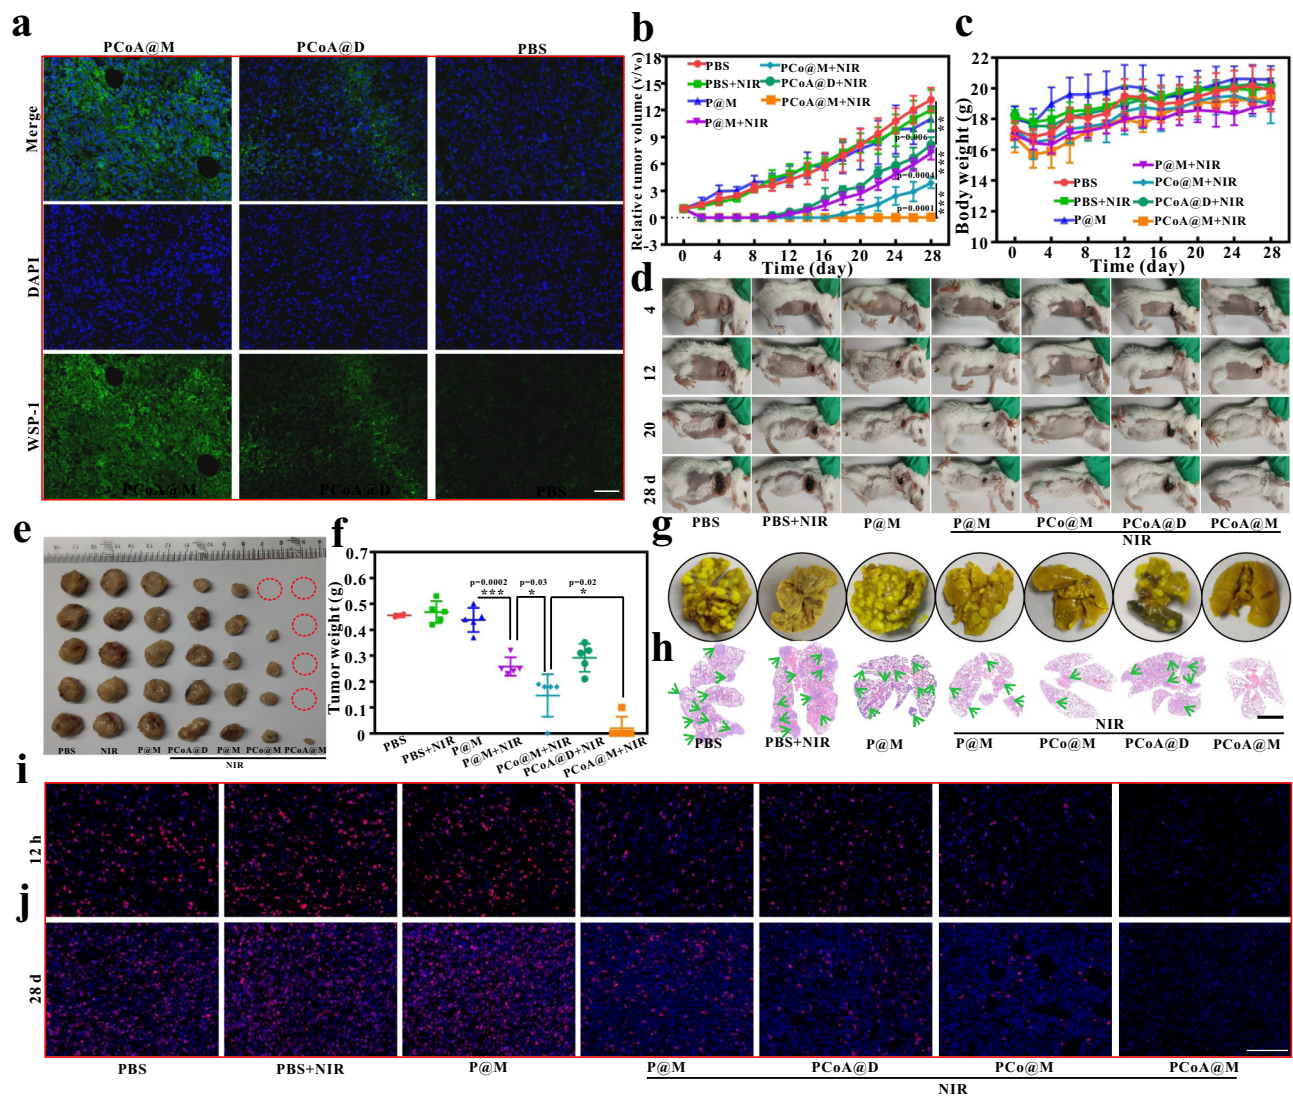 a
PCoA@M PCoA@D PBS
Merge
DAPI
WSP-1
PCoA@M PCoA@D PBS
b
Relative tumor volume (v/v₀)
18
15
12
9
6
3
0
-3
PBS
PBS+NIR
P@M
P@M+NIR
PCo@M+NIR
PCoA@D+NIR
PCoA@M+NIR
p=0.006
**
p=0.0004
***
p=0.0001
***
0 4 8 12 16 20 24 28
Time (day)
c
Body weight (g)
22
20
18
16
14
12
10
P@M+NIR
PBS
PCo@M+NIR
PBS+NIR
PCoA@D+NIR
P@M
PCoA@M+NIR
0 4 8 12 16 20 24 28
Time (day)
d
4
12
20
28 d
PBS PBS+NIR P@M P@M PCo@M PCoA@D PCoA@M
NIR
e
PBS NIR P@M PCoA@D P@M PCo@M PCoA@M
NIR
f
Tumor weight (g)
0.7
0.6
0.5
0.4
0.3
0.2
0.1
0
p=0.0002
***
p=0.03
*
p=0.02
*
PBS
PBS+NIR
P@M
P@M+NIR
PCo@M+NIR
PCoA@D+NIR
PCoA@M+NIR
g
h
PBS PBS+NIR P@M P@M PCo@M PCoA@D PCoA@M
NIR
i
12 h
j
28 d
PBS PBS+NIR P@M P@M PCoA@D PCo@M PCoA@M
NIR